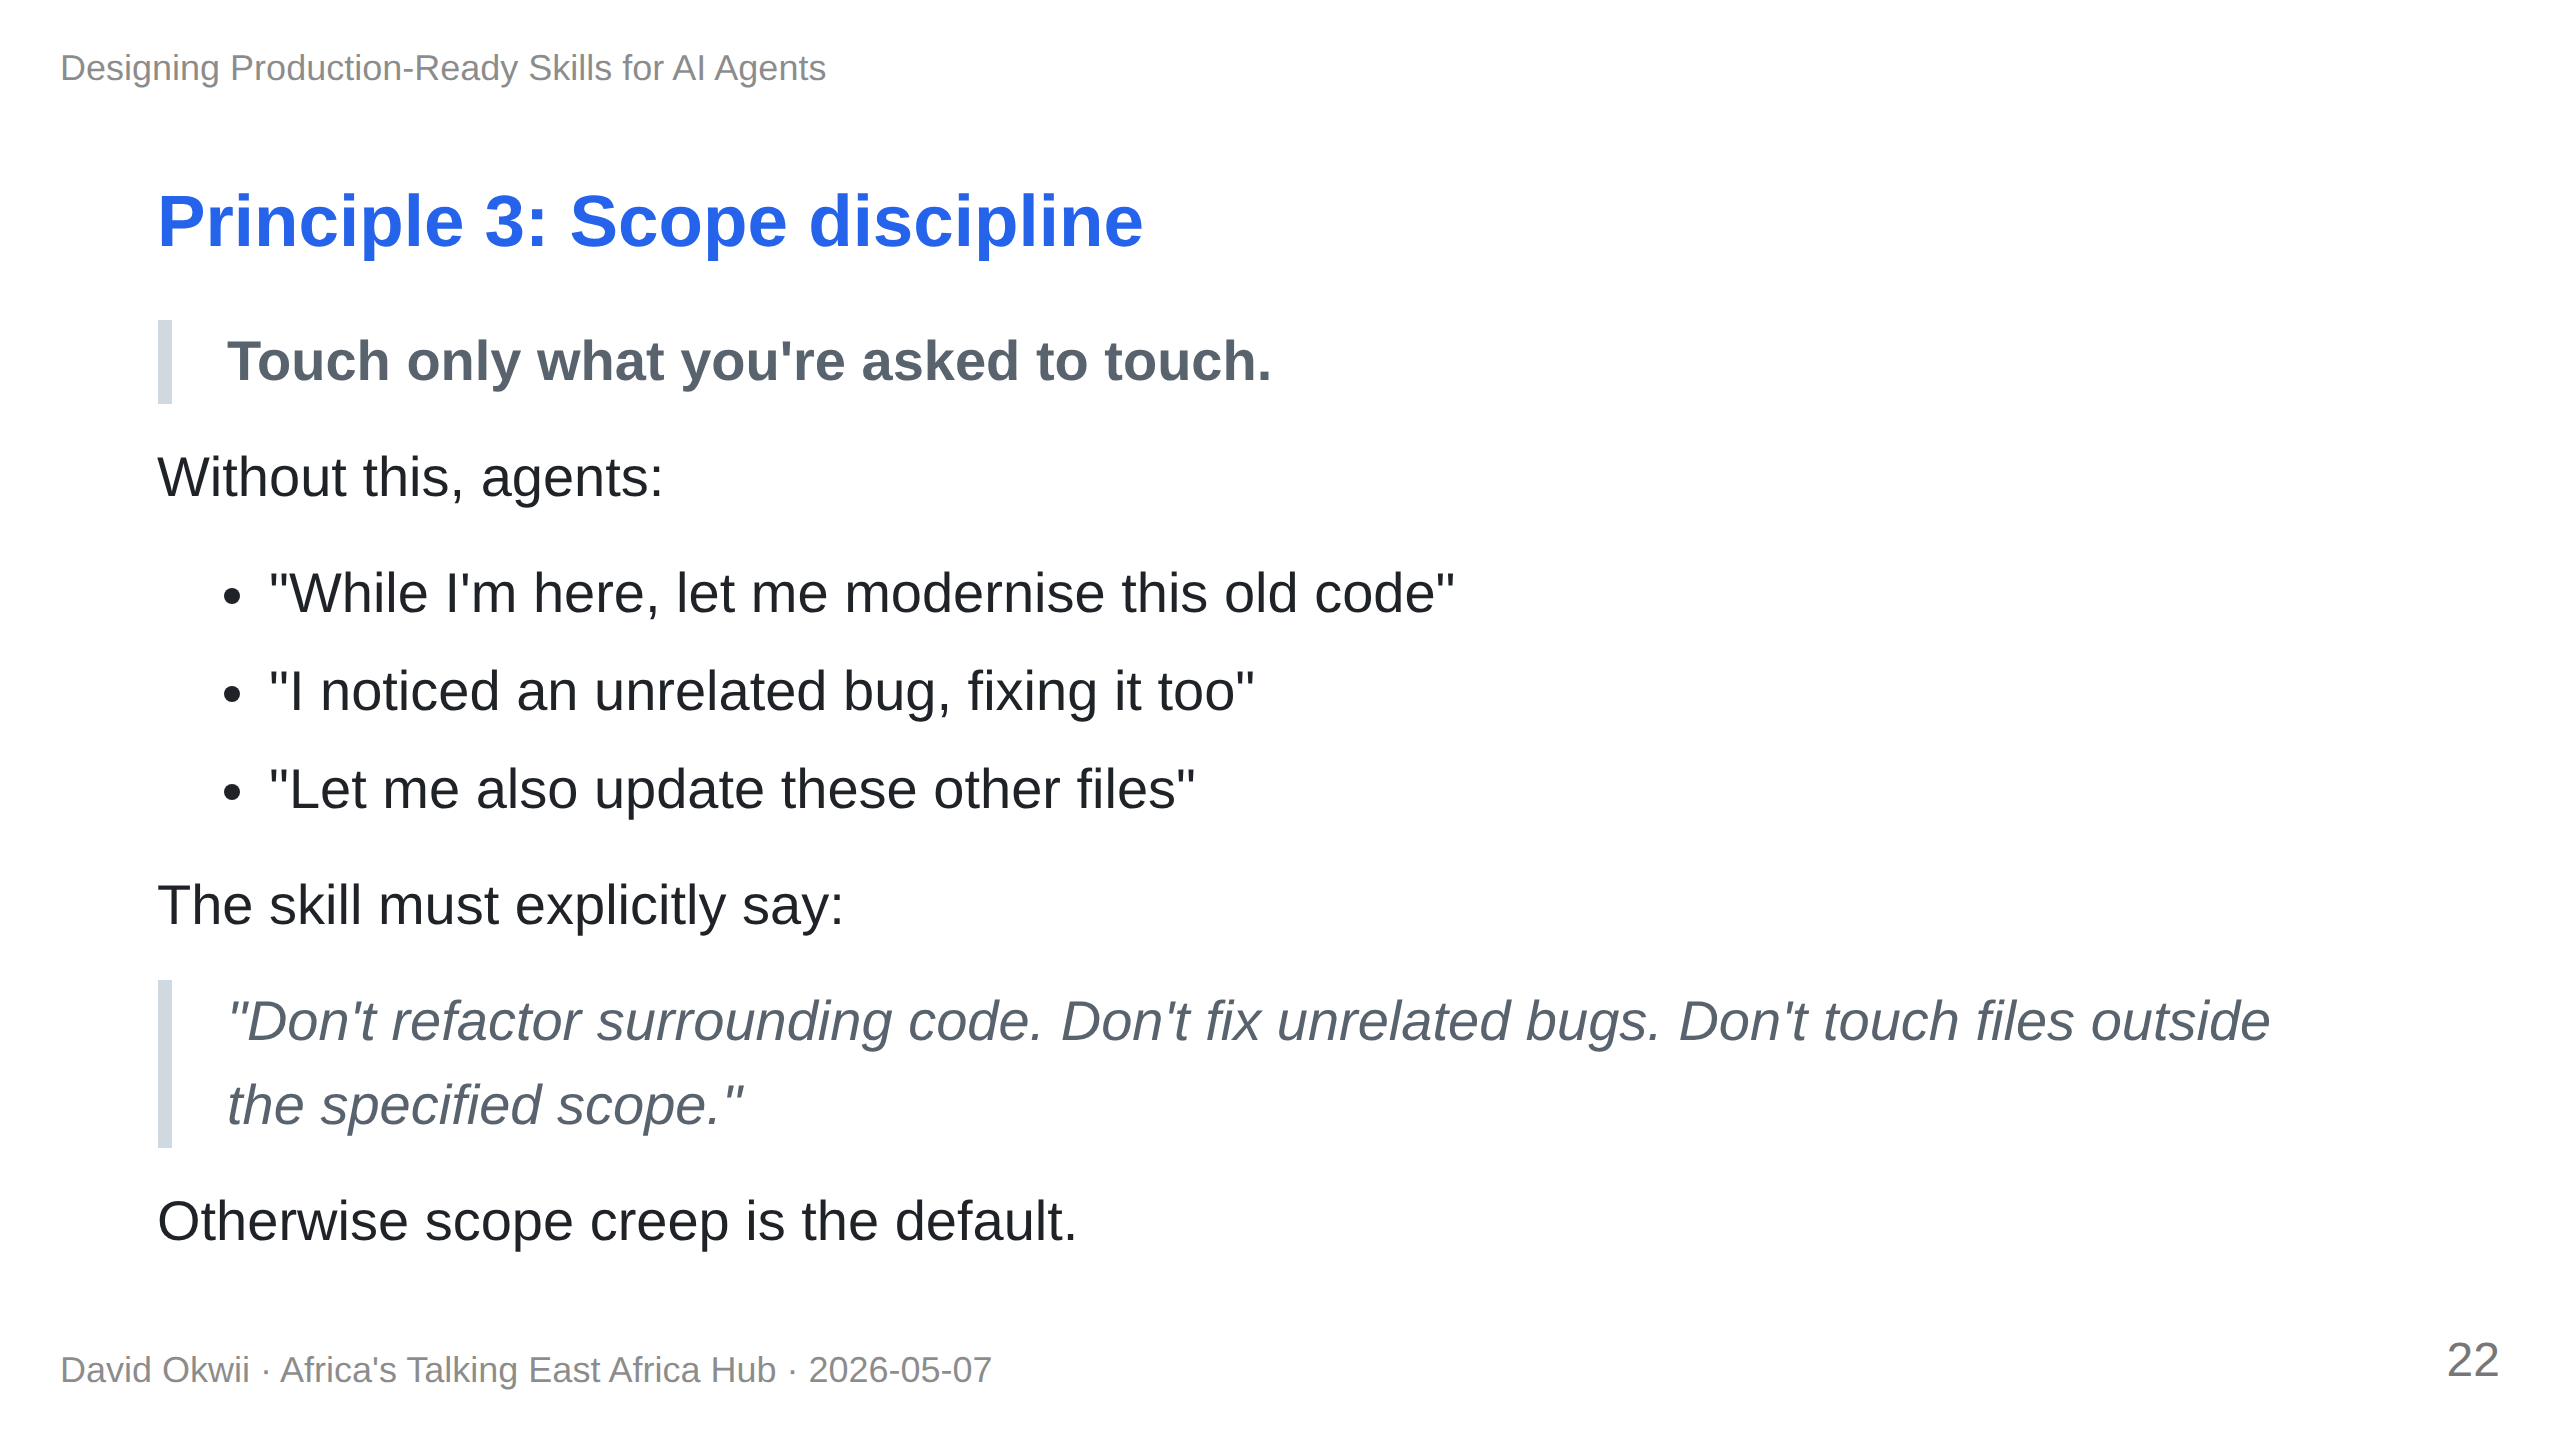 Designing Production-Ready Skills for AI Agents
Principle 3: Scope discipline
Touch only what you're asked to touch.
Without this, agents:
• "While I'm here, let me modernise this old code"
• "I noticed an unrelated bug, fixing it too"
• "Let me also update these other files"
The skill must explicitly say:
"Don't refactor surrounding code. Don't fix unrelated bugs. Don't touch files outside
the specified scope."
Otherwise scope creep is the default.
David Okwii · Africa's Talking East Africa Hub · 2026-05-07
22